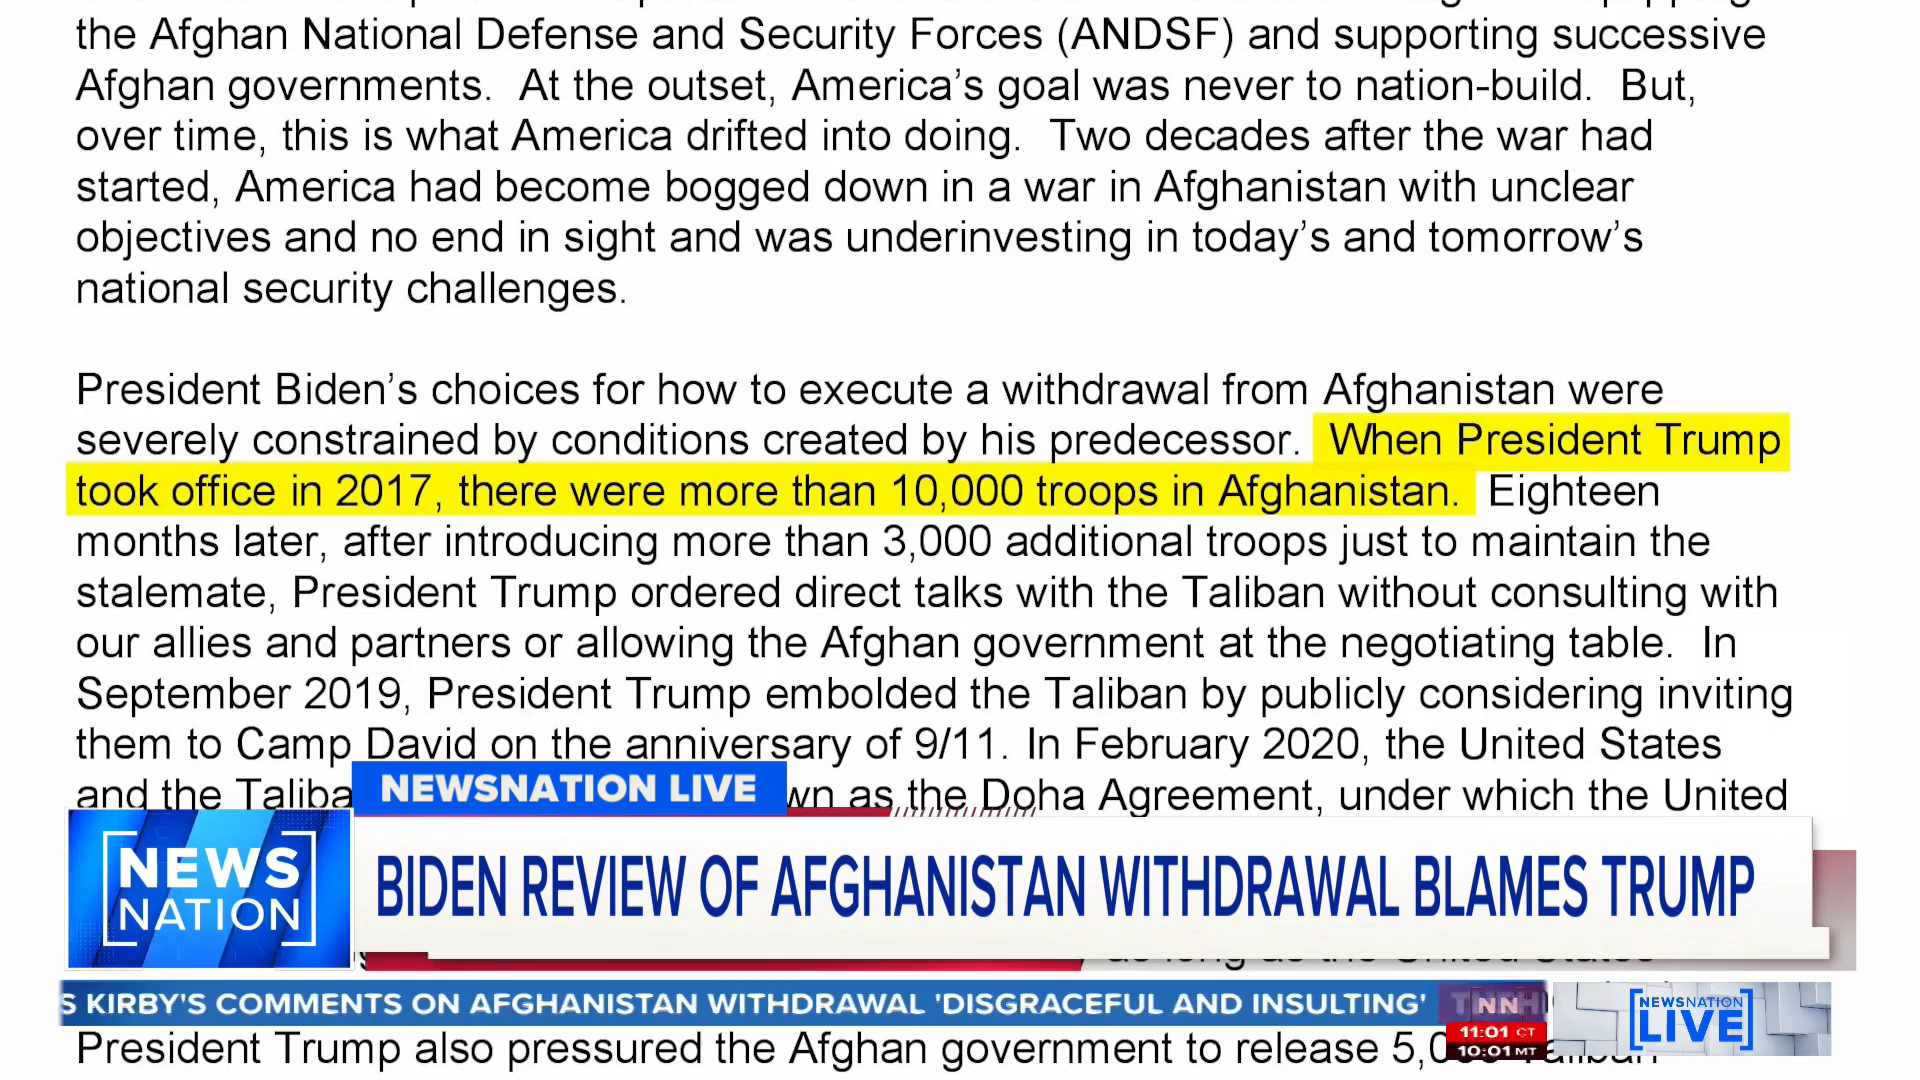 the Afghan National Defense and Security Forces (ANDSF) and supporting successive
Afghan governments.  At the outset, America’s goal was never to nation-build.  But,
over time, this is what America drifted into doing.  Two decades after the war had
started, America had become bogged down in a war in Afghanistan with unclear
objectives and no end in sight and was underinvesting in today’s and tomorrow’s
national security challenges.
President Biden’s choices for how to execute a withdrawal from Afghanistan were
severely constrained by conditions created by his predecessor.  When President Trump
took office in 2017, there were more than 10,000 troops in Afghanistan.  Eighteen
months later, after introducing more than 3,000 additional troops just to maintain the
stalemate, President Trump ordered direct talks with the Taliban without consulting with
our allies and partners or allowing the Afghan government at the negotiating table.  In
September 2019, President Trump embolded the Taliban by publicly considering inviting
them to Camp David on the anniversary of 9/11. In February 2020, the United States
and the Taliba wn as the Doha Agreement, under which the United
NEWSNATION LIVE
NEWS
NATION
BIDEN REVIEW OF AFGHANISTAN WITHDRAWAL BLAMES TRUMP
as long as the United States
S KIRBY'S COMMENTS ON AFGHANISTAN WITHDRAWAL 'DISGRACEFUL AND INSULTING'
NN
11:01 CT
10:01 MT
NEWSNATION
LIVE
President Trump also pressured the Afghan government to release 5,000 Taliban